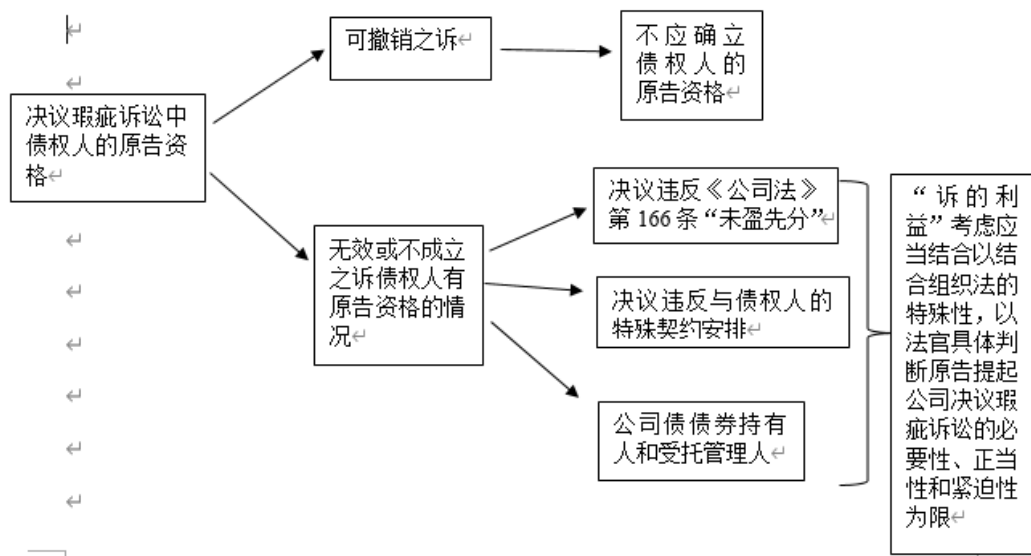 可撤销之诉
不应确立
债权人的
原告资格
决议瑕疵诉讼中
债权人的原告资
格
无效或不成立
之诉债权人有
原告资格的情
况
决议违反《公司法》
第 166 条“未盈先分”
决议违反与债权人的
特殊契约安排
公司债债券持有
人和受托管理人
“诉的利
益”考虑应
当结合以结
合组织法的
特殊性，以
法官具体判
断原告提起
公司决议瑕
疵诉讼的必
要性、正当
性和紧迫性
为限